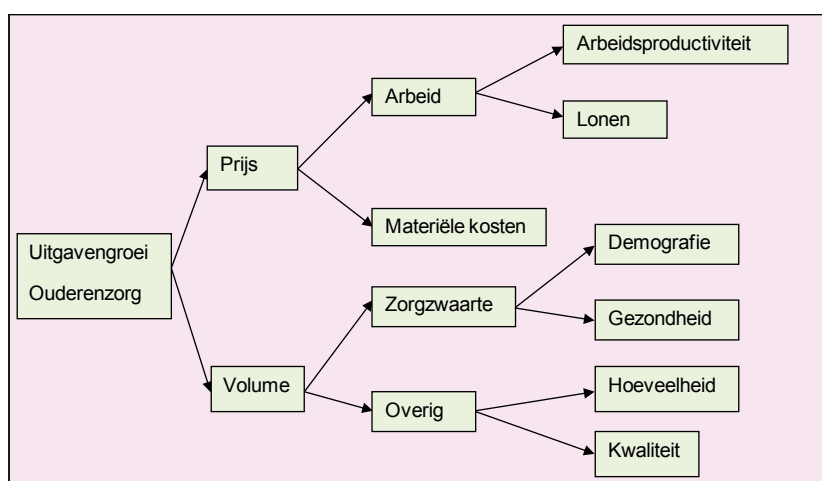 Uitgavengroei
Ouderenzorg
Prijs
Volume
Arbeid
Materiële kosten
Zorgzwaarte
Overig
Arbeidsproductiviteit
Lonen
Demografie
Gezondheid
Hoeveelheid
Kwaliteit